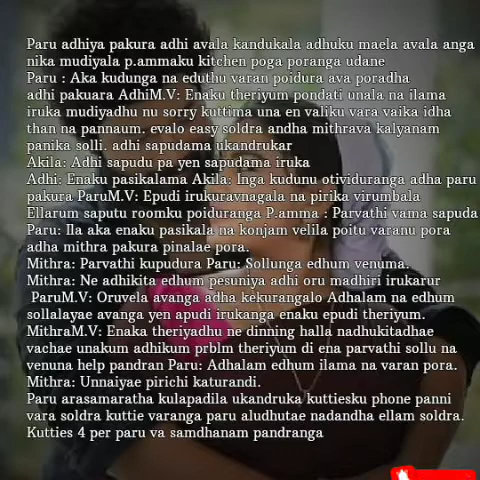 Paru adhiya pakura adhi avala kandukala adhuku maela avala anga
nika mudiyala p.ammaku kitchen poga poranga udane
Paru : Aka kudunga na eduthu varan poidura ava poradha
adhi pakuara AdhiM.V: Enaku theriyum pondati unala na ilama
iruka mudiyadhu nu sorry kuttima una en valiku vara vaika idha
than na pannaum. evalo easy soldra andha mithrava kalyanam
panika solli. adhi sapudama ukandrukar
Akila: Adhi sapudu pa yen sapudama iruka
Adhi: Enaku pasikalama Akila: Inga kudunu otividuranga adha paru
pakura ParuM.V: Epudi irukuravnagala na pirika virumbala
Ellarum saputu roomku poiduranga P.amma : Parvathi vama sapuda
Paru: Ila aka enaku pasikala na konjam velila poitu varanu pora
adha mithra pakura pinalae pora.
Mithra: Parvathi kupudura Paru: Sollunga edhum venuma.
Mithra: Ne adhikita edhum pesuniya adhi oru madhiri irukarur
ParuM.V: Oruvela avanga adha kekurangalo Adhalam na edhum
sollalayae avanga yen apudi irukanga enaku epudi theriyum.
MithraM.V: Enaka theriyadhu ne dinning halla nadhukitadhae
vachae unakum adhikum prblm theriyum di ena parvathi sollu na
venuna help pandran Paru: Adhalam edhum ilama na varan pora.
Mithra: Unnaiyae pirichi katurandi.
Paru arasamaratha kulapadila ukandruka kuttiesku phone panni
vara soldra kuttie varanga paru aludhutae nadandha ellam soldra.
Kutties 4 per paru va samdhanam pandranga